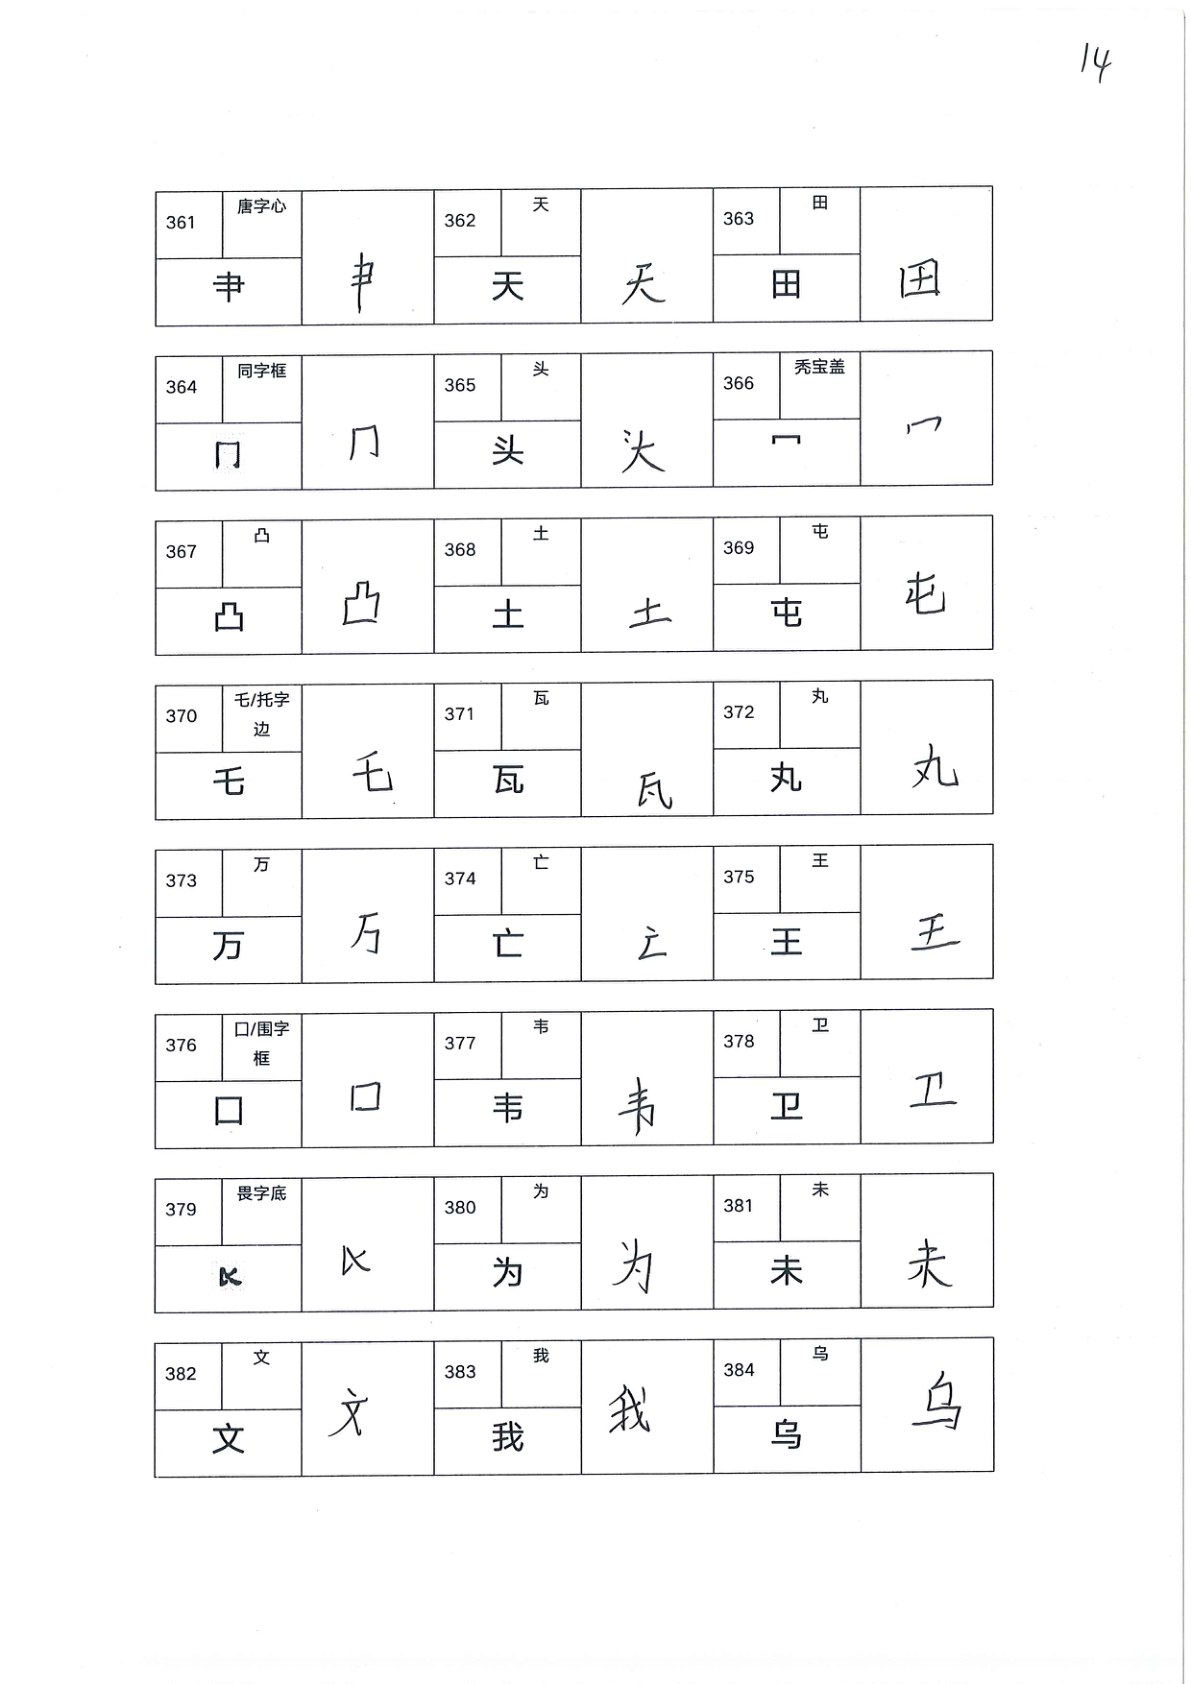 14
361 唐字心 肀 肀 362 天 天 天 363 田 田 田
364 同字框 冂 冂 365 头 头 头 366 秃宝盖 冖 冖
367 凸 凸 凸 368 土 土 土 369 屯 屯 屯
370 乇/托字边 乇 乇 371 瓦 瓦 瓦 372 丸 丸 丸
373 万 万 万 374 亡 亡 亡 375 王 王 王
376 囗/围字框 囗 囗 377 韦 韦 韦 378 卫 卫 卫
379 畏字底 380 为 为 为 381 未 未 未
382 文 文 文 383 我 我 我 384 乌 乌 乌